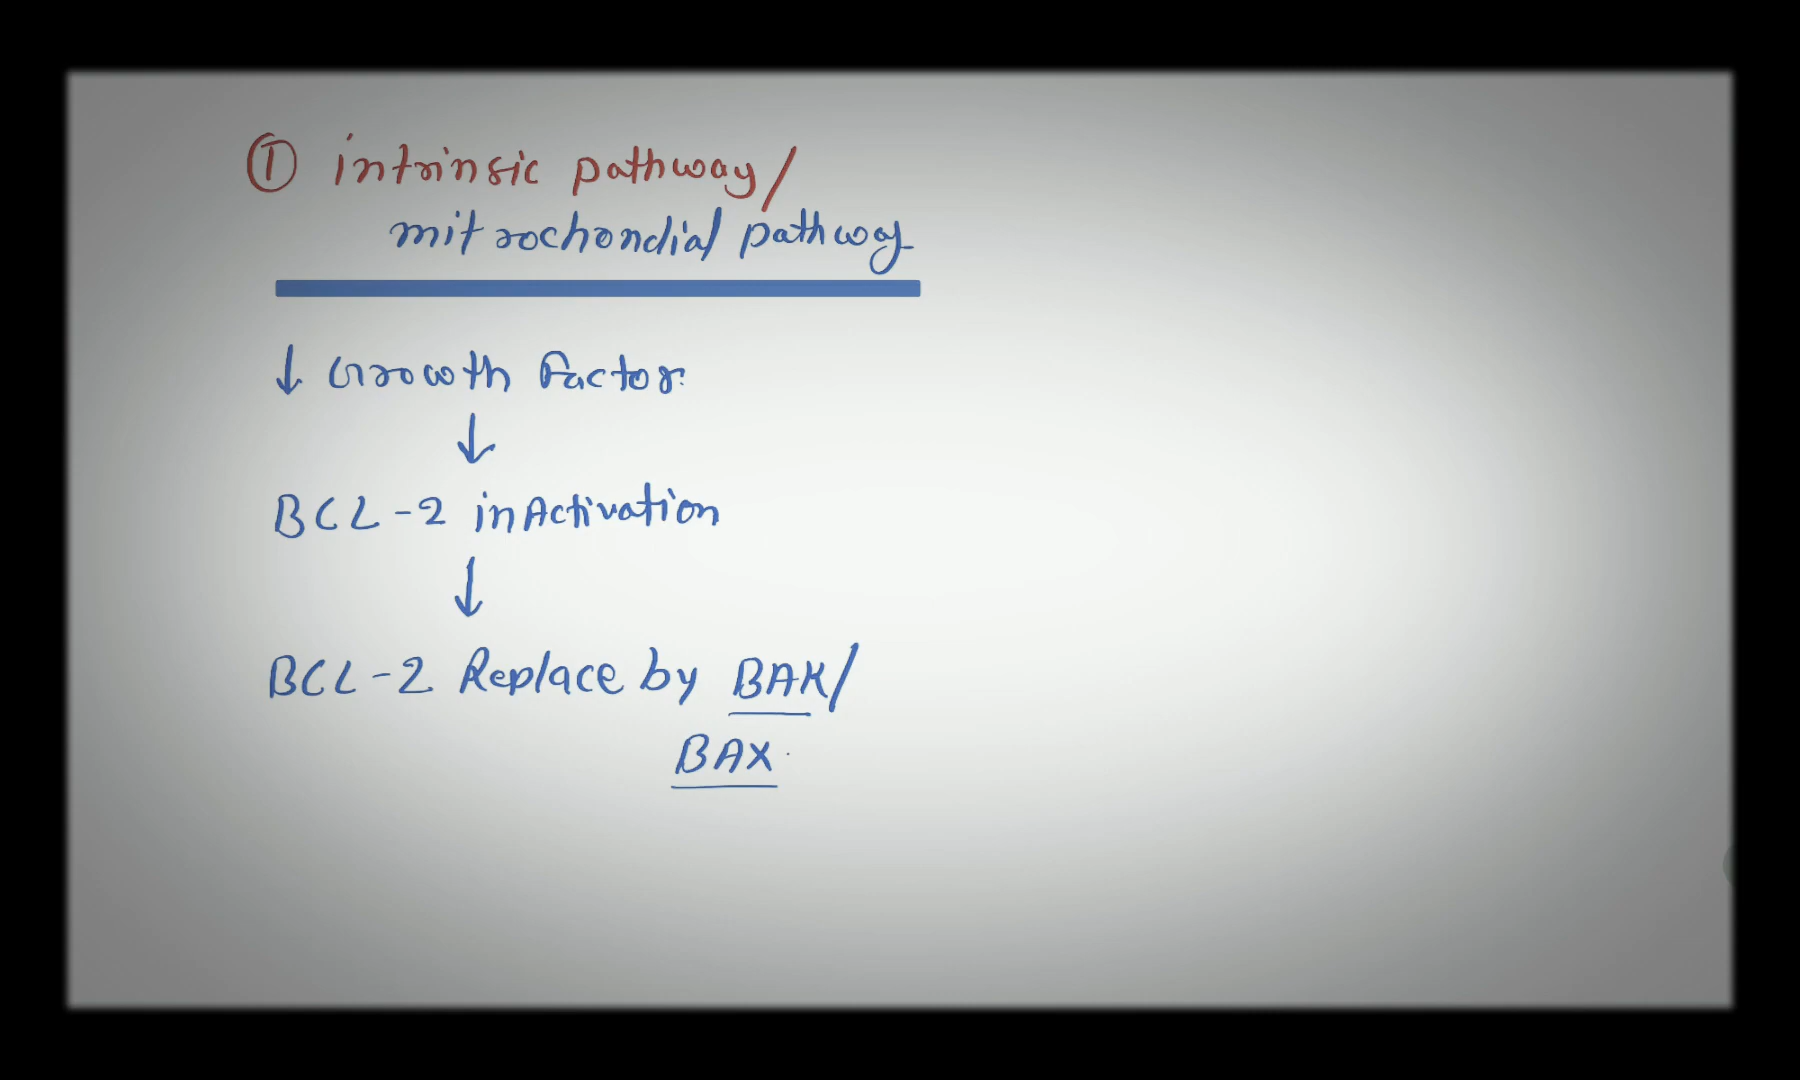 ① intrinsic pathway/
mitrochondial pathway
↓ Growth Factor
↓
BCL-2 inActivation
↓
BCL-2 Replace by BAK/
BAX